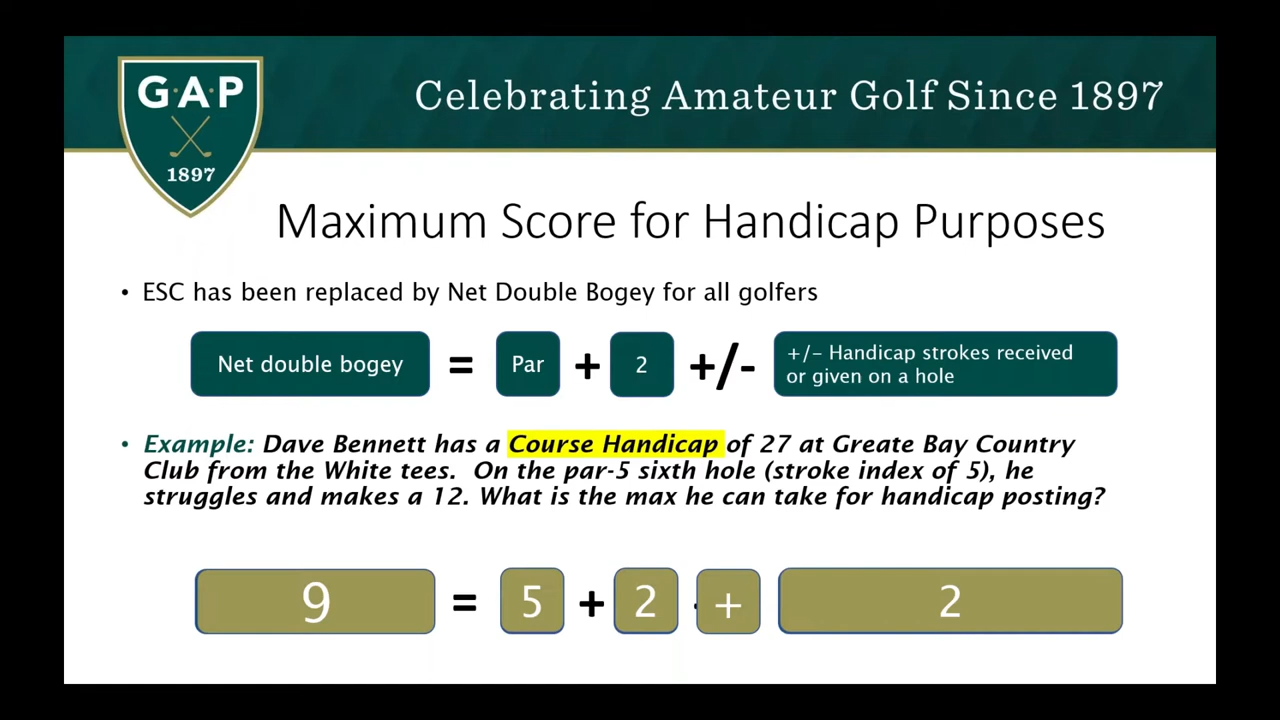 G·A·P
1897
Celebrating Amateur Golf Since 1897
Maximum Score for Handicap Purposes
• ESC has been replaced by Net Double Bogey for all golfers
Net double bogey = Par + 2 +/- +/- Handicap strokes received
or given on a hole
• Example: Dave Bennett has a Course Handicap of 27 at Greate Bay Country
Club from the White tees. On the par-5 sixth hole (stroke index of 5), he
struggles and makes a 12. What is the max he can take for handicap posting?
9 = 5 + 2 + 2